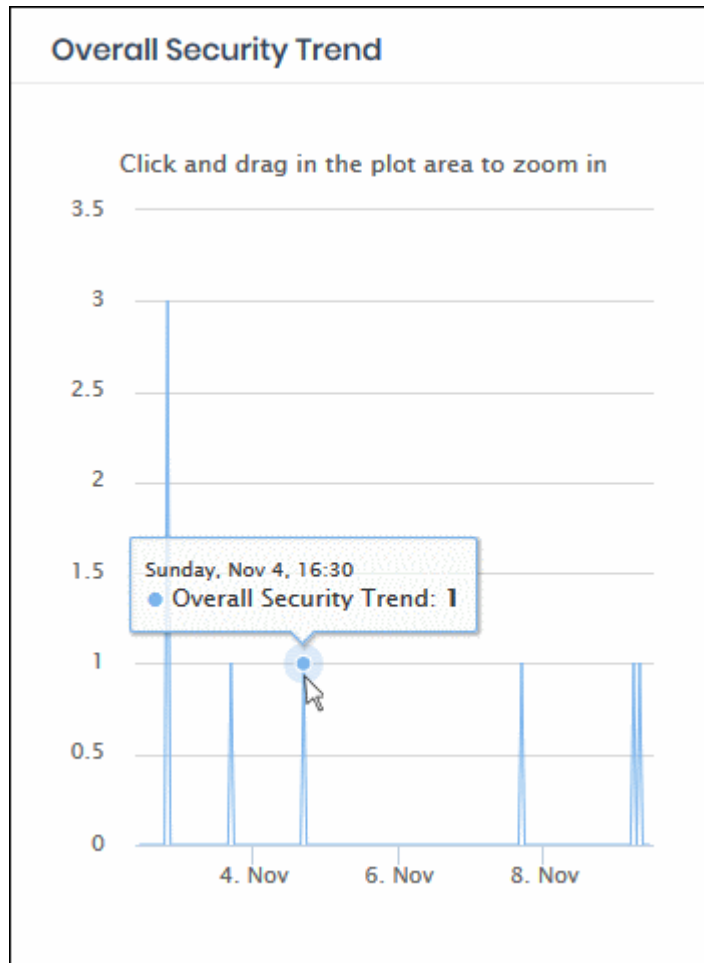 Overall Security Trend
Click and drag in the plot area to zoom in
3.5
3
2.5
2
1.5
Sunday, Nov 4, 16:30
Overall Security Trend: 1
1
0.5
0
4. Nov 6. Nov 8. Nov